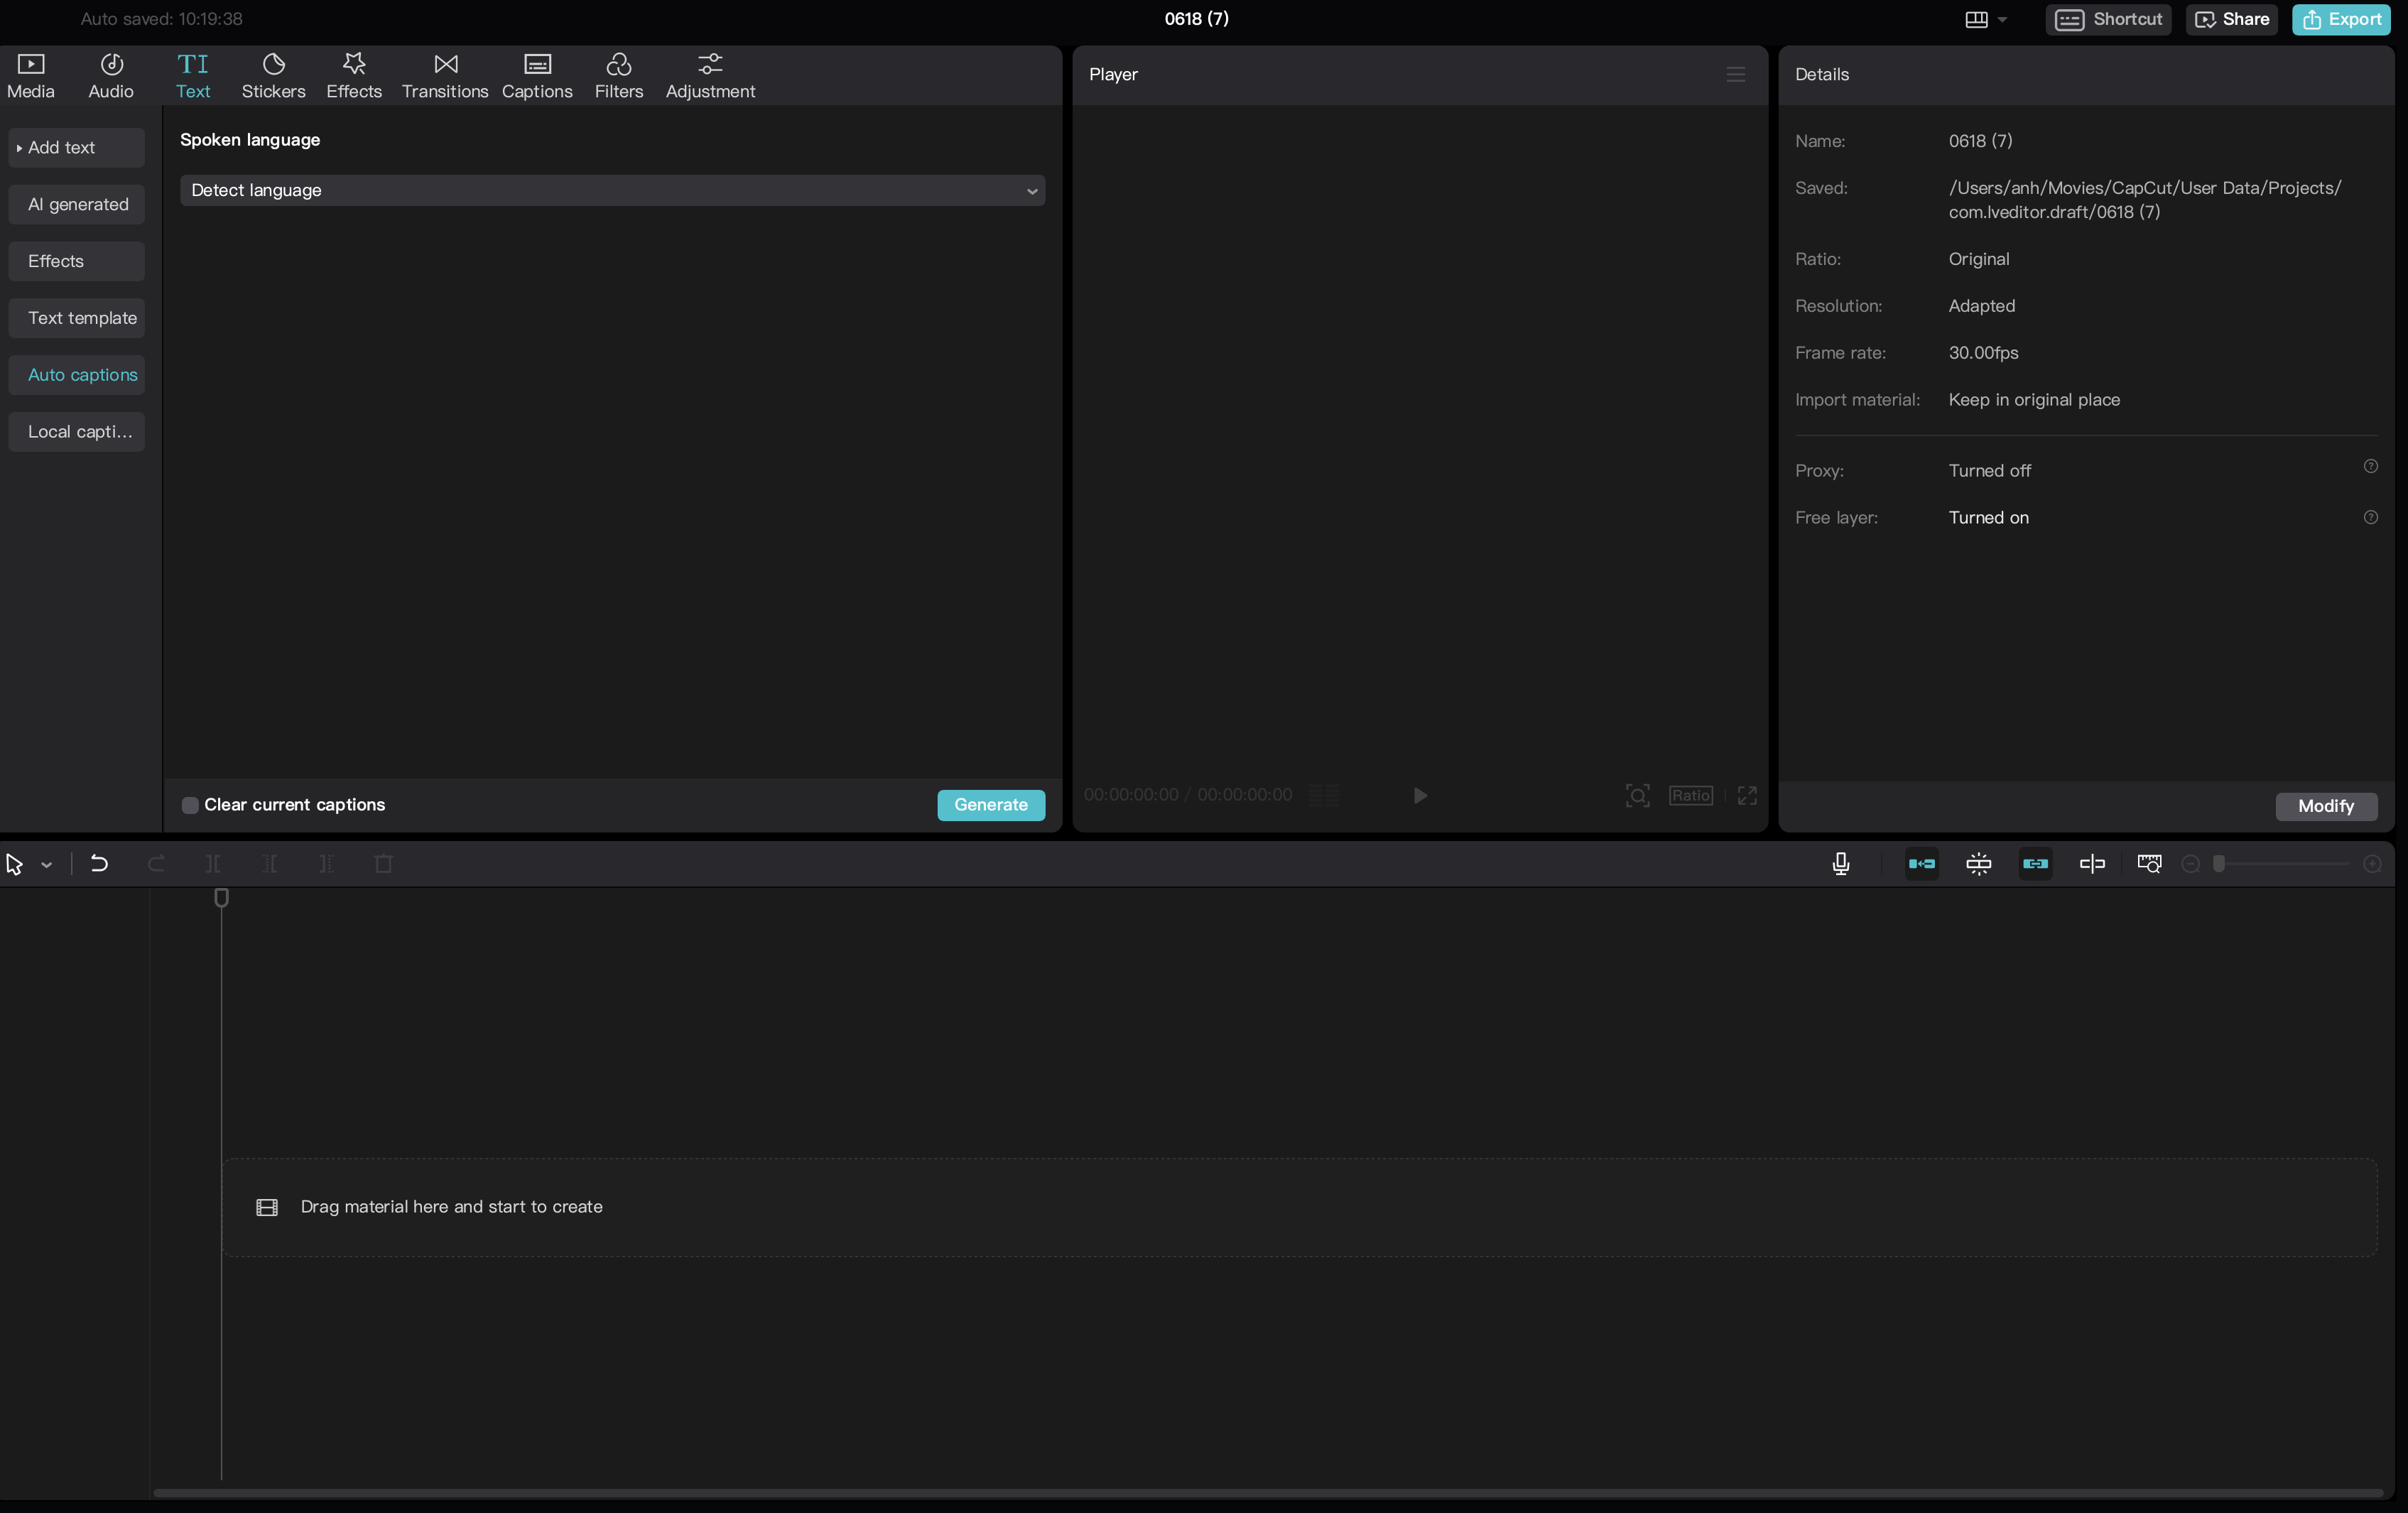 Auto saved: 10:19:38
0618 (7)
Shortcut
Share
Export
Media
Audio
TI
Text
Stickers
Effects
Transitions
Captions
Filters
Adjustment
Player
Details
Add text
AI generated
Effects
Text template
Auto captions
Local capti...
Spoken language
Detect language
Clear current captions
Generate
00:00:00:00 / 00:00:00:00
Ratio
Name: 0618 (7)
Saved: /Users/anh/Movies/CapCut/User Data/Projects/
com.lveditor.draft/0618 (7)
Ratio: Original
Resolution: Adapted
Frame rate: 30.00fps
Import material: Keep in original place
Proxy: Turned off
Free layer: Turned on
Modify
Drag material here and start to create